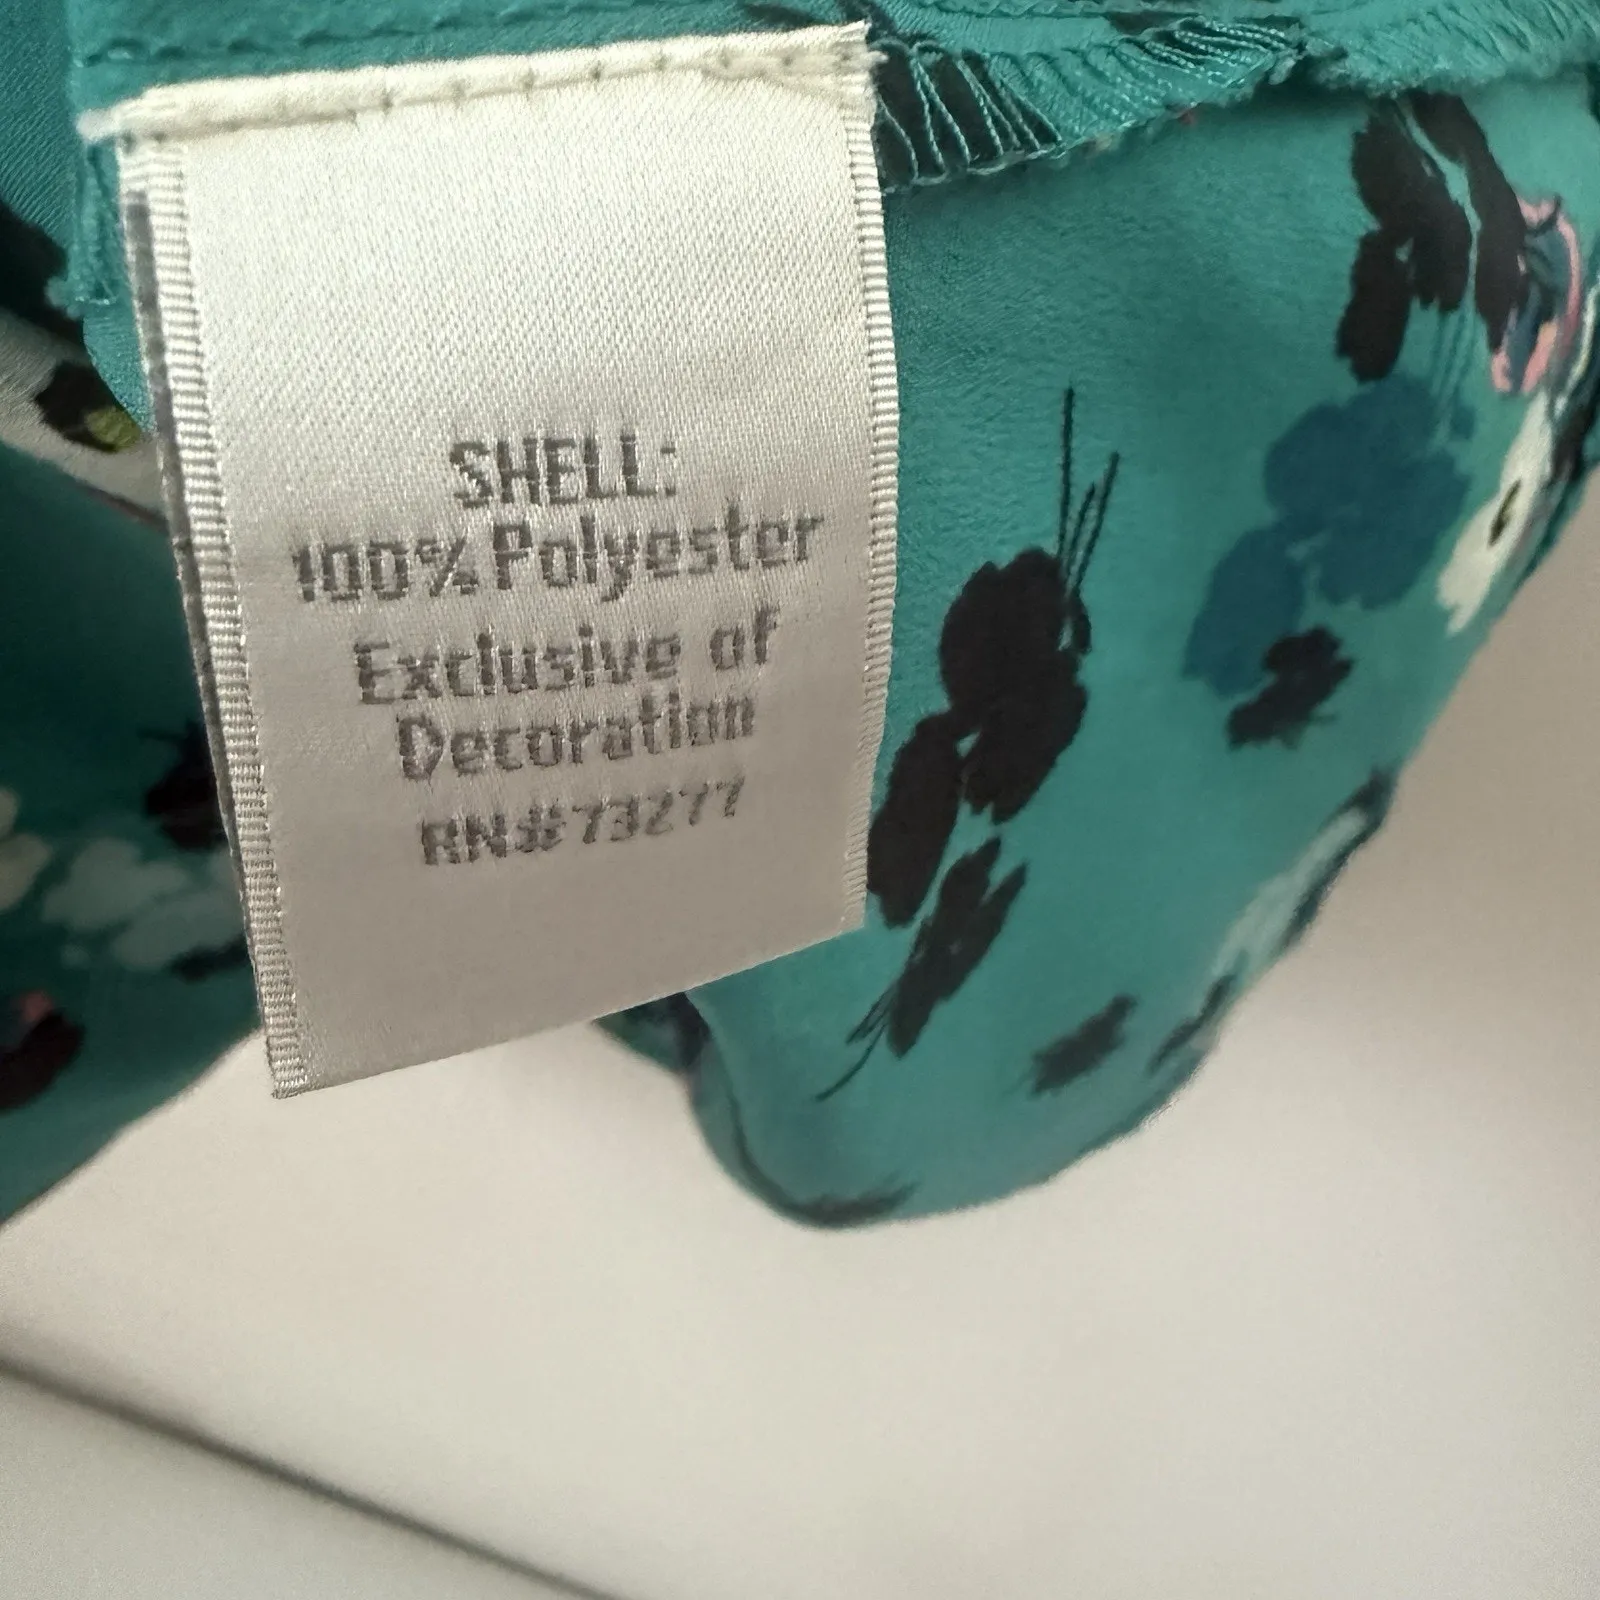 SHELL:
100% Polyester
Exclusive of
Decoration
RN# 73277